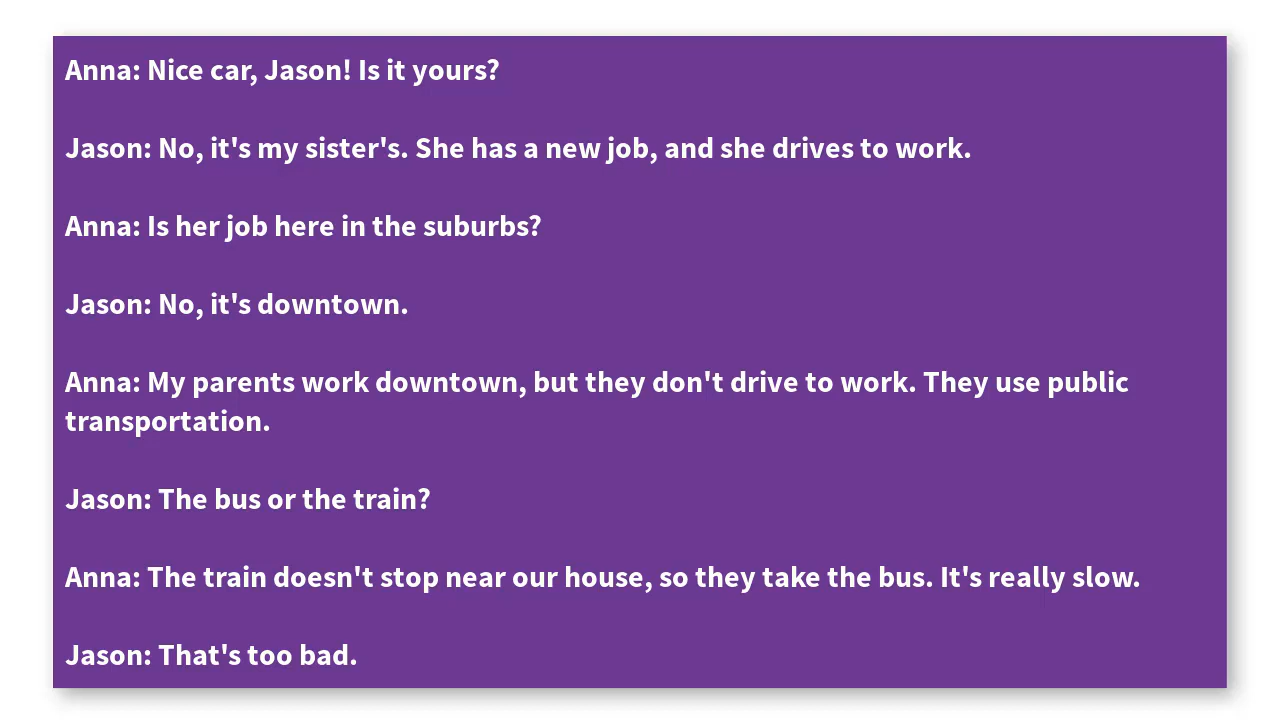 Anna: Nice car, Jason! Is it yours?
Jason: No, it's my sister's. She has a new job, and she drives to work.
Anna: Is her job here in the suburbs?
Jason: No, it's downtown.
Anna: My parents work downtown, but they don't drive to work. They use public
transportation.
Jason: The bus or the train?
Anna: The train doesn't stop near our house, so they take the bus. It's really slow.
Jason: That's too bad.